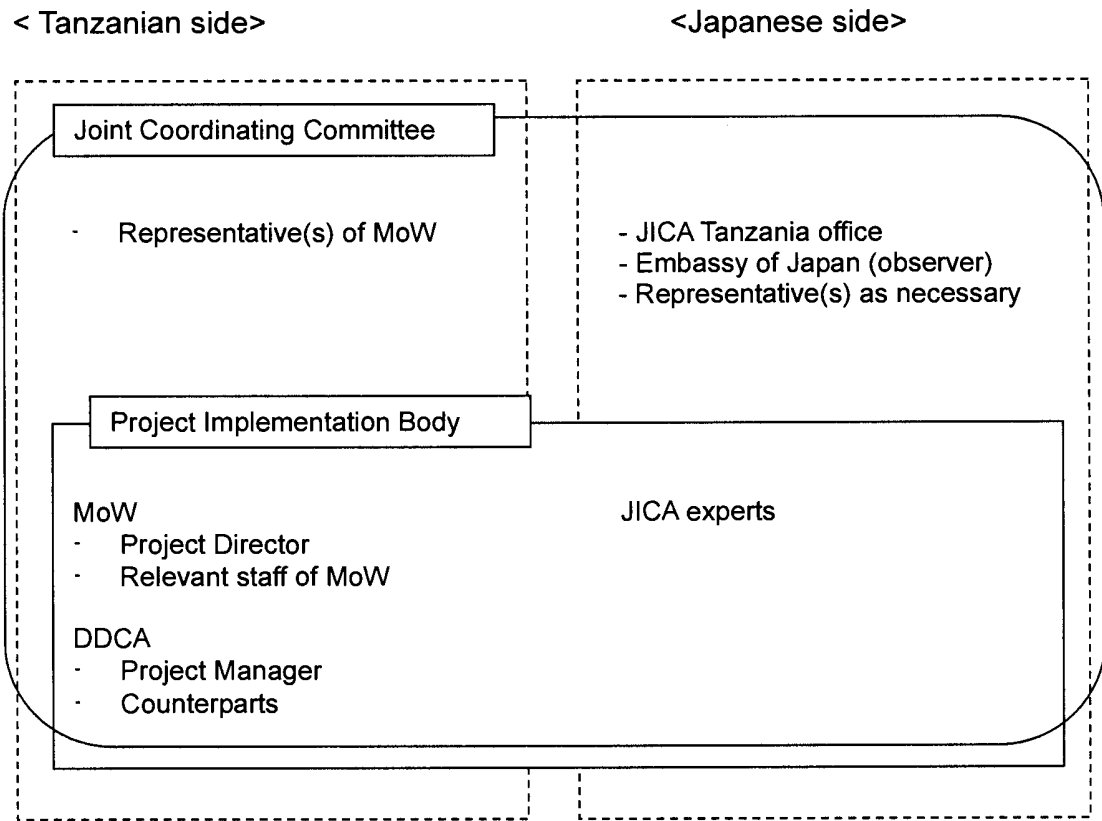 < Tanzanian side>
<Japanese side>
Joint Coordinating Committee
- Representative(s) of MoW
- JICA Tanzania office
- Embassy of Japan (observer)
- Representative(s) as necessary
Project Implementation Body
MoW
- Project Director
- Relevant staff of MoW
DDCA
- Project Manager
- Counterparts
JICA experts